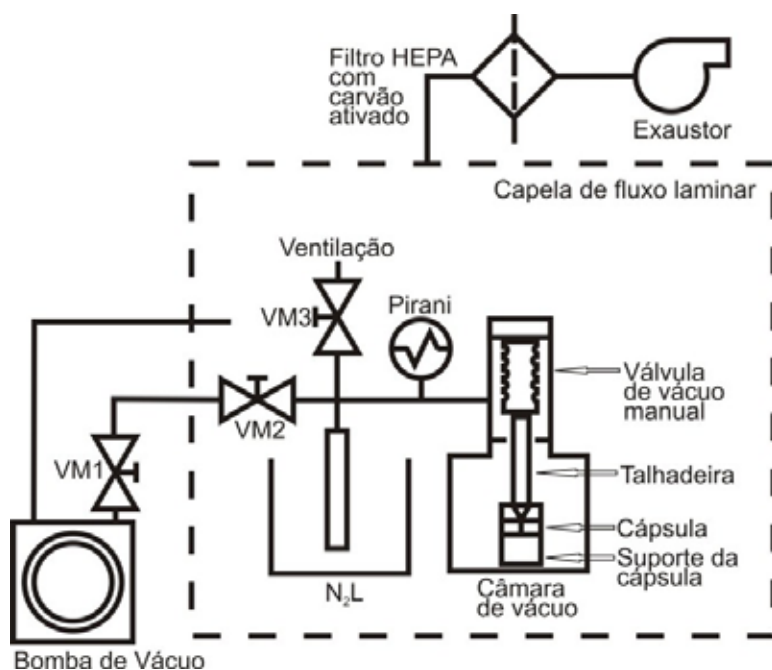 Filtro HEPA
com
carvão
ativado
Exaustor
Capela de fluxo laminar
Ventilação
VM3
Pirani
VM2
VM1
Válvula
de vácuo
manual
Talhadeira
Cápsula
Suporte da
cápsula
N₂L
Câmara
de vácuo
Bomba de Vácuo